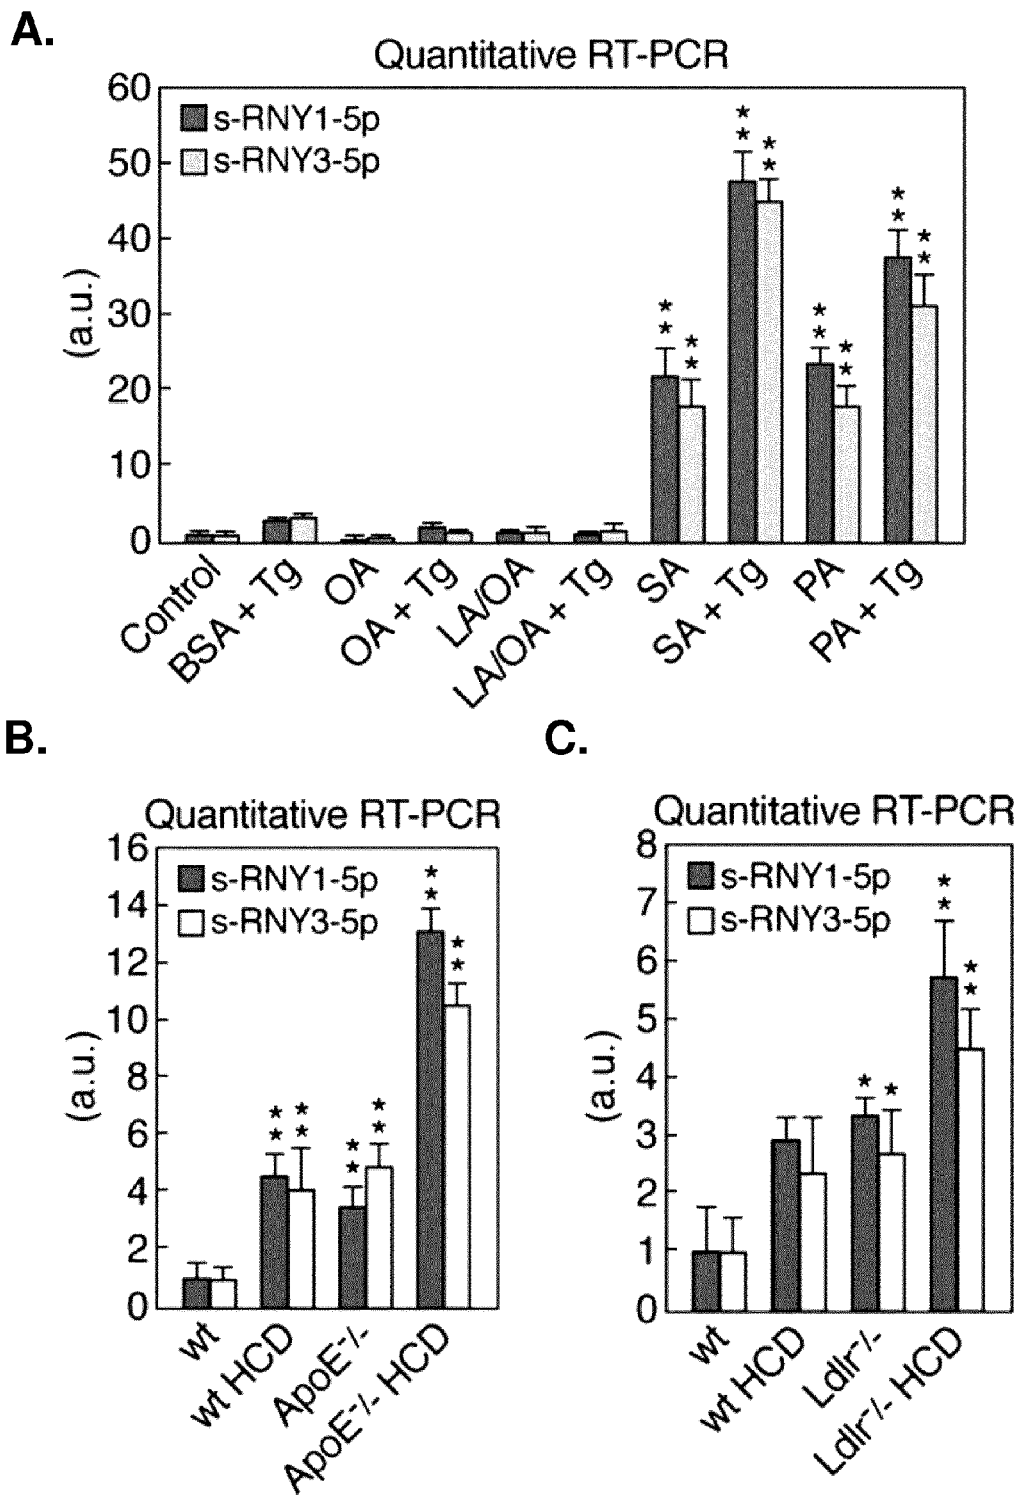 A.
Quantitative RT-PCR
60
s-RNY1-5p
50
s-RNY3-5p
40
30
(a.u.)
20
10
0
Control
BSA + Tg
OA
OA + Tg
LA/OA
LA/OA + Tg
SA
SA + Tg
PA
PA + Tg
** ** ** ** ** ** ** **
B.
Quantitative RT-PCR
16
s-RNY1-5p
14
s-RNY3-5p
12
10
(a.u.)
8
6
4
2
0
wt
wt HCD
ApoE-/-
ApoE-/- HCD
** ** ** ** ** **
C.
Quantitative RT-PCR
8
s-RNY1-5p
7
s-RNY3-5p
6
5
(a.u.)
4
3
2
1
0
wt
wt HCD
Ldlr-/-
Ldlr-/- HCD
* * ** **